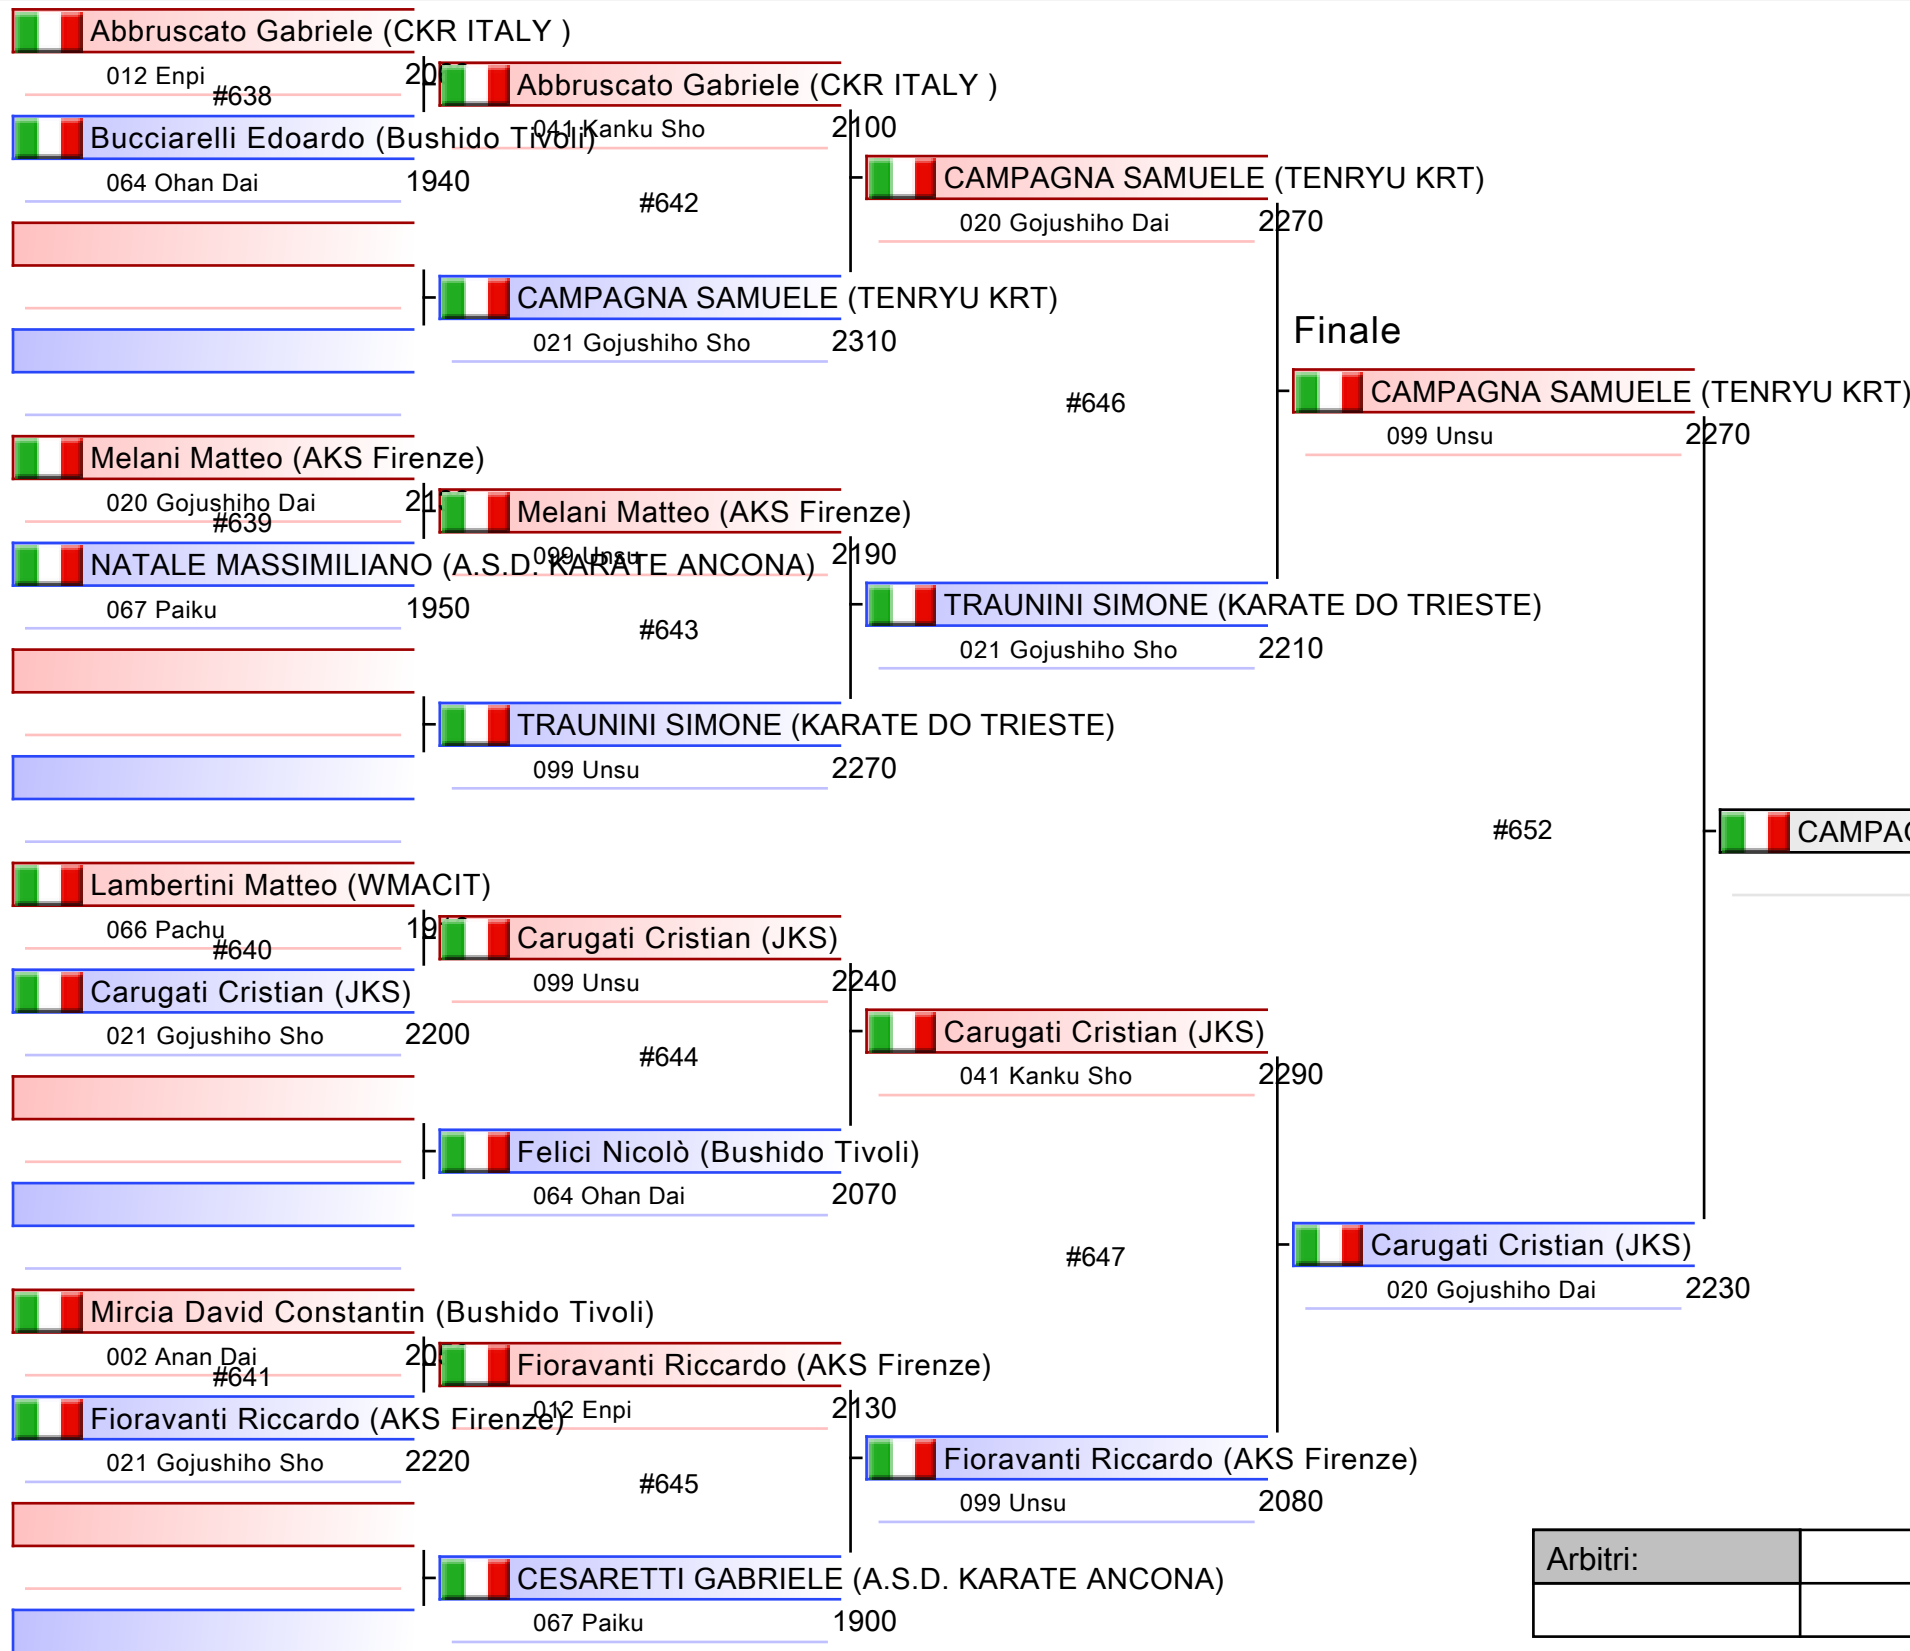 Abbruscato Gabriele (CKR ITALY )
012 Enpi
#638
Bucciarelli Edoardo (Bushido Tivoli)
064 Ohan Dai 1940
Abbruscato Gabriele (CKR ITALY )
041 Kanku Sho 2100
#642
CAMPAGNA SAMUELE (TENRYU KRT)
021 Gojushiho Sho 2310
CAMPAGNA SAMUELE (TENRYU KRT)
020 Gojushiho Dai 2270
#646
Melani Matteo (AKS Firenze)
020 Gojushiho Dai
#639
NATALE MASSIMILIANO (A.S.D. KARATE ANCONA)
067 Paiku 1950
Melani Matteo (AKS Firenze)
099 Unsu 2190
#643
TRAUNINI SIMONE (KARATE DO TRIESTE)
099 Unsu 2270
TRAUNINI SIMONE (KARATE DO TRIESTE)
021 Gojushiho Sho 2210
Finale
CAMPAGNA SAMUELE (TENRYU KRT)
099 Unsu 2270
#652
Lambertini Matteo (WMACIT)
066 Pachu
#640
Carugati Cristian (JKS)
021 Gojushiho Sho 2200
Carugati Cristian (JKS)
099 Unsu 2240
#644
Felici Nicolò (Bushido Tivoli)
064 Ohan Dai 2070
Carugati Cristian (JKS)
041 Kanku Sho 2290
#647
Mircia David Constantin (Bushido Tivoli)
002 Anan Dai
#641
Fioravanti Riccardo (AKS Firenze)
021 Gojushiho Sho 2220
Fioravanti Riccardo (AKS Firenze)
012 Enpi 2130
#645
CESARETTI GABRIELE (A.S.D. KARATE ANCONA)
067 Paiku 1900
Fioravanti Riccardo (AKS Firenze)
099 Unsu 2080
Carugati Cristian (JKS)
020 Gojushiho Dai 2230
Arbitri: